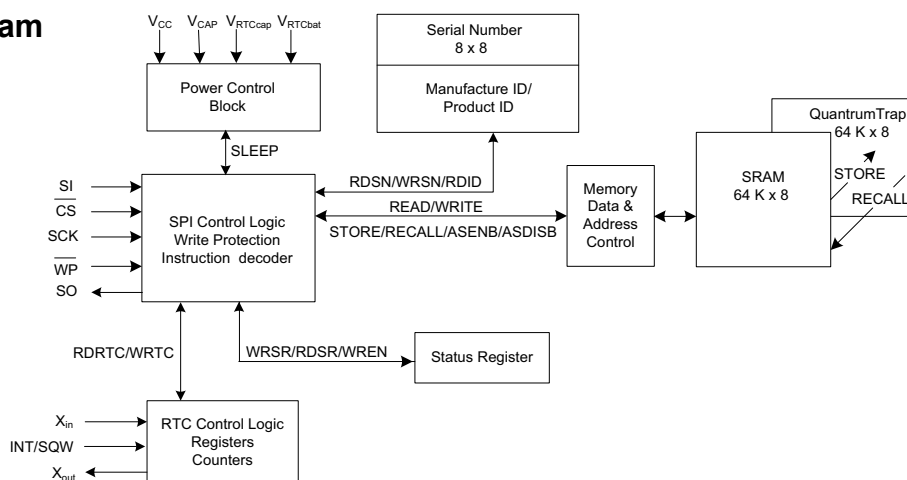 am
VCC VCAP VRTCcap VRTCbat
Power Control
Block
Serial Number
8 x 8
Manufacture ID/
Product ID
QuantumTrap
64 K x 8
SRAM
64 K x 8
STORE
RECALL
SLEEP
SI
CS
SCK
WP
SO
SPI Control Logic
Write Protection
Instruction decoder
RDSN/WRSN/RDID
READ/WRITE
STORE/RECALL/ASENB/ASDISB
Memory
Data &
Address
Control
RDRTC/WRTC
WRSR/RDSR/WREN
Status Register
Xin
INT/SQW
Xout
RTC Control Logic
Registers
Counters